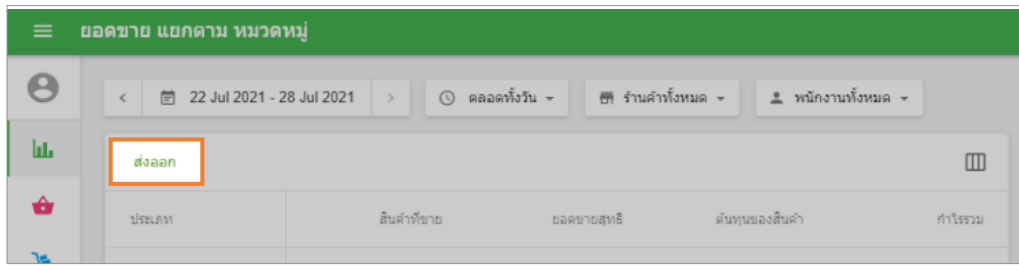 ยอดขาย แยกตาม หมวดหมู่
22 Jul 2021 - 28 Jul 2021 ตลอดทั้งวัน ร้านค้าทั้งหมด พนักงานทั้งหมด
ส่งออก
ประเภท สินค้าที่ขาย ยอดขายสุทธิ ต้นทุนของสินค้า กำไรรวม